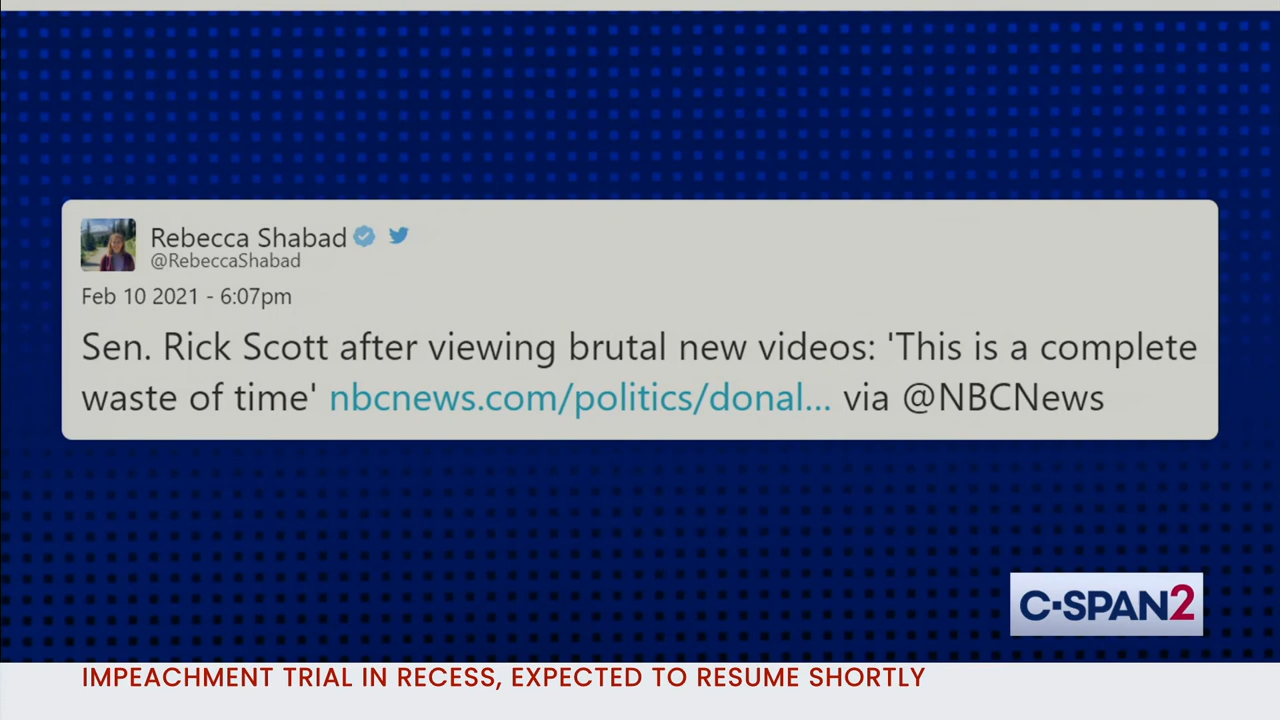 Rebecca Shabad
@RebeccaShabad
Feb 10 2021 - 6:07pm
Sen. Rick Scott after viewing brutal new videos: 'This is a complete
waste of time' nbcnews.com/politics/donal... via @NBCNews
C-SPAN2
IMPEACHMENT TRIAL IN RECESS, EXPECTED TO RESUME SHORTLY